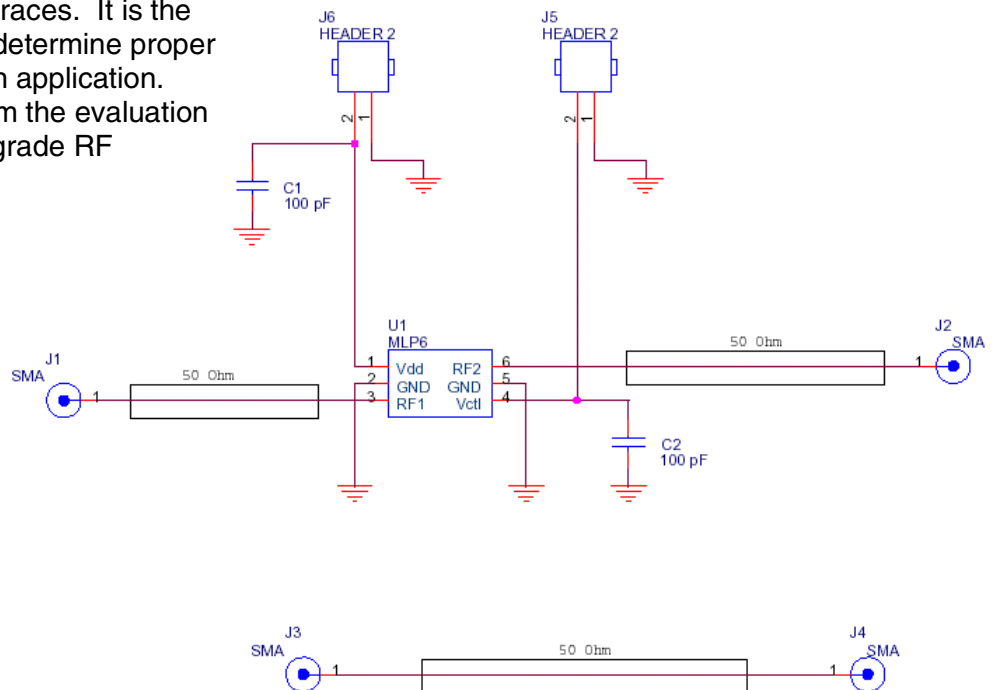 races. It is the
determine proper
n application.
m the evaluation
grade RF
J6
HEADER 2
J5
HEADER 2
2
1
2
1
C1
100 pF
U1
MLP6
J2
SMA
50 Ohm
J1
SMA
50 Ohm
1
1
Vdd
RF2
6
1
2
GND
GND
5
3
RF1
Vctl
4
C2
100 pF
J3
SMA
J4
SMA
50 Ohm
1
1